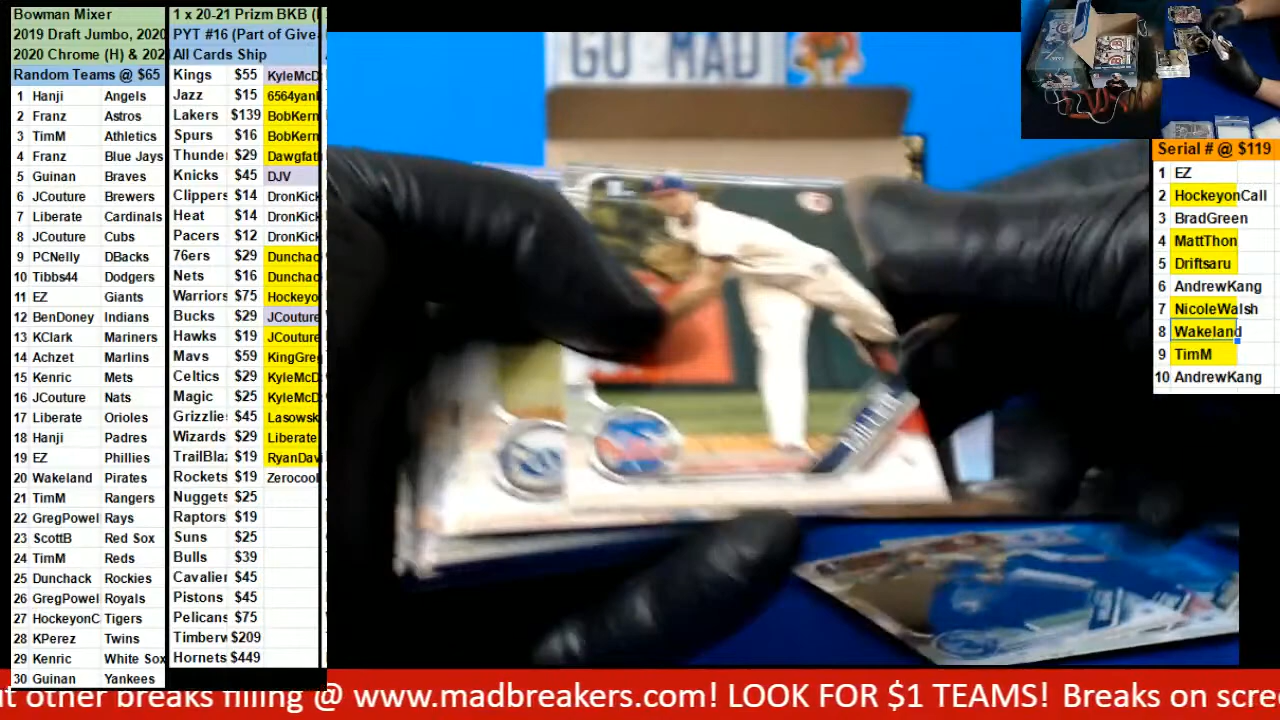 Bowman Mixer
2019 Draft Jumbo, 2020
2020 Chrome (H) & 202
Random Teams @ $65
1 Hanji Angels
2 Franz Astros
3 TimM Athletics
4 Franz Blue Jays
5 Guinan Braves
6 JCouture Brewers
7 Liberate Cardinals
8 JCouture Cubs
9 PCNelly DBacks
10 Tibbs44 Dodgers
11 EZ Giants
12 BenDoney Indians
13 KClark Mariners
14 Achzet Marlins
15 Kenric Mets
16 JCouture Nats
17 Liberate Orioles
18 Hanji Padres
19 EZ Phillies
20 Wakeland Pirates
21 TimM Rangers
22 GregPowel Rays
23 ScottB Red Sox
24 TimM Reds
25 Dunchack Rockies
26 GregPowel Royals
27 HockeyonC Tigers
28 KPerez Twins
29 Kenric White Sox
30 Guinan Yankees
1 x 20-21 Prizm BKB (
PYT #16 (Part of Give
All Cards Ship
Kings $55 KyleMcD
Jazz $15 6564yan
Lakers $139 BobKern
Spurs $16 BobKern
Thunde $29 Dawgfat
Knicks $45 DJV
Clippers $14 DronKick
Heat $14 DronKick
Pacers $12 DronKick
76ers $29 Dunchac
Nets $16 Dunchac
Warriors $75 Hockeyo
Bucks $29 JCouture
Hawks $19 JCouture
Mavs $59 KingGre
Celtics $29 KyleMcD
Magic $25 KyleMcD
Grizzlie $45 Lasowsk
Wizards $29 Liberate
TrailBla $19 RyanDav
Rockets $19 Zerocool
Nuggets $25
Raptors $19
Suns $25
Bulls $39
Cavalie $45
Pistons $45
Pelicans $75
Timberw $209
Hornets $449
GO MAD
Serial # @ $119
1 EZ
2 HockeyonCall
3 BradGreen
4 MattThon
5 Driftsaru
6 AndrewKang
7 NicoleWalsh
8 Wakeland
9 TimM
10 AndrewKang
t other breaks filling @ www.madbreakers.com! LOOK FOR $1 TEAMS! Breaks on scre